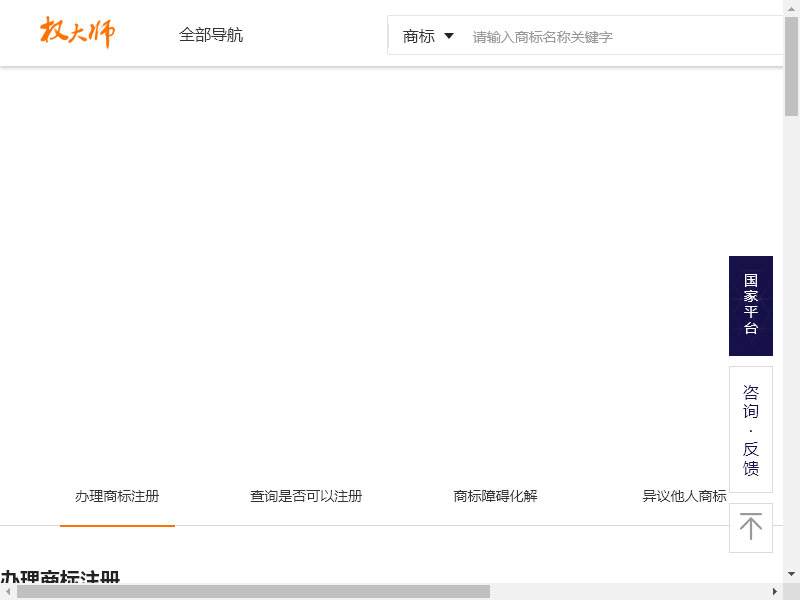 权大师
全部导航
商标
请输入商标名称关键字
国家平台
咨询·反馈
办理商标注册
查询是否可以注册
商标障碍化解
异议他人商标
办理商标注册